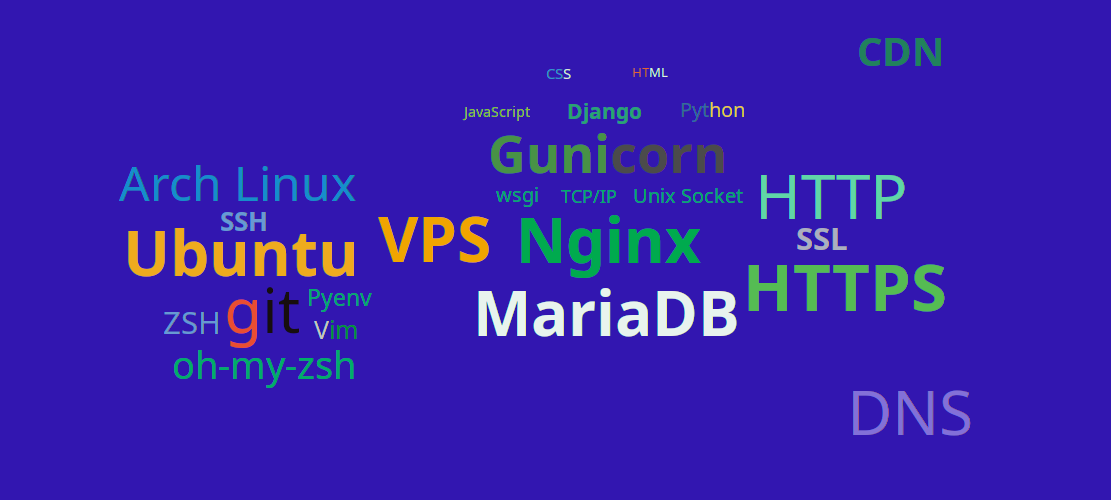 CDN
CSS HTML
JavaScript Django Python
Gunicorn
Arch Linux
wsgi TCP/IP Unix Socket
HTTP
SSH
Ubuntu
VPS Nginx
SSL
HTTPS
Pyenv
ZSH git
Vim
MariaDB
oh-my-zsh
DNS